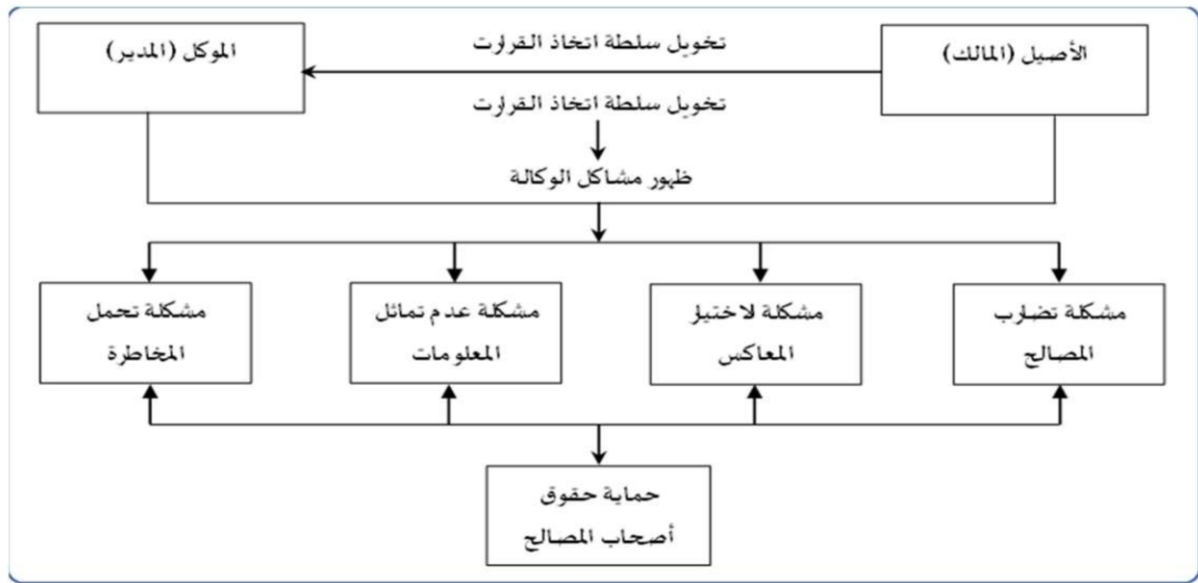 الأصيل (المالك)
تخويل سلطة اتخاذ القرارت
الموكل (المدير)
تخويل سلطة اتخاذ القرارت
ظهور مشاكل الوكالة
مشكلة تضارب
المصالح
مشكلة لاختيار
المعاكس
مشكلة عدم تماثل
المعلومات
مشكلة تحمل
المخاطرة
حماية حقوق
أصحاب المصالح